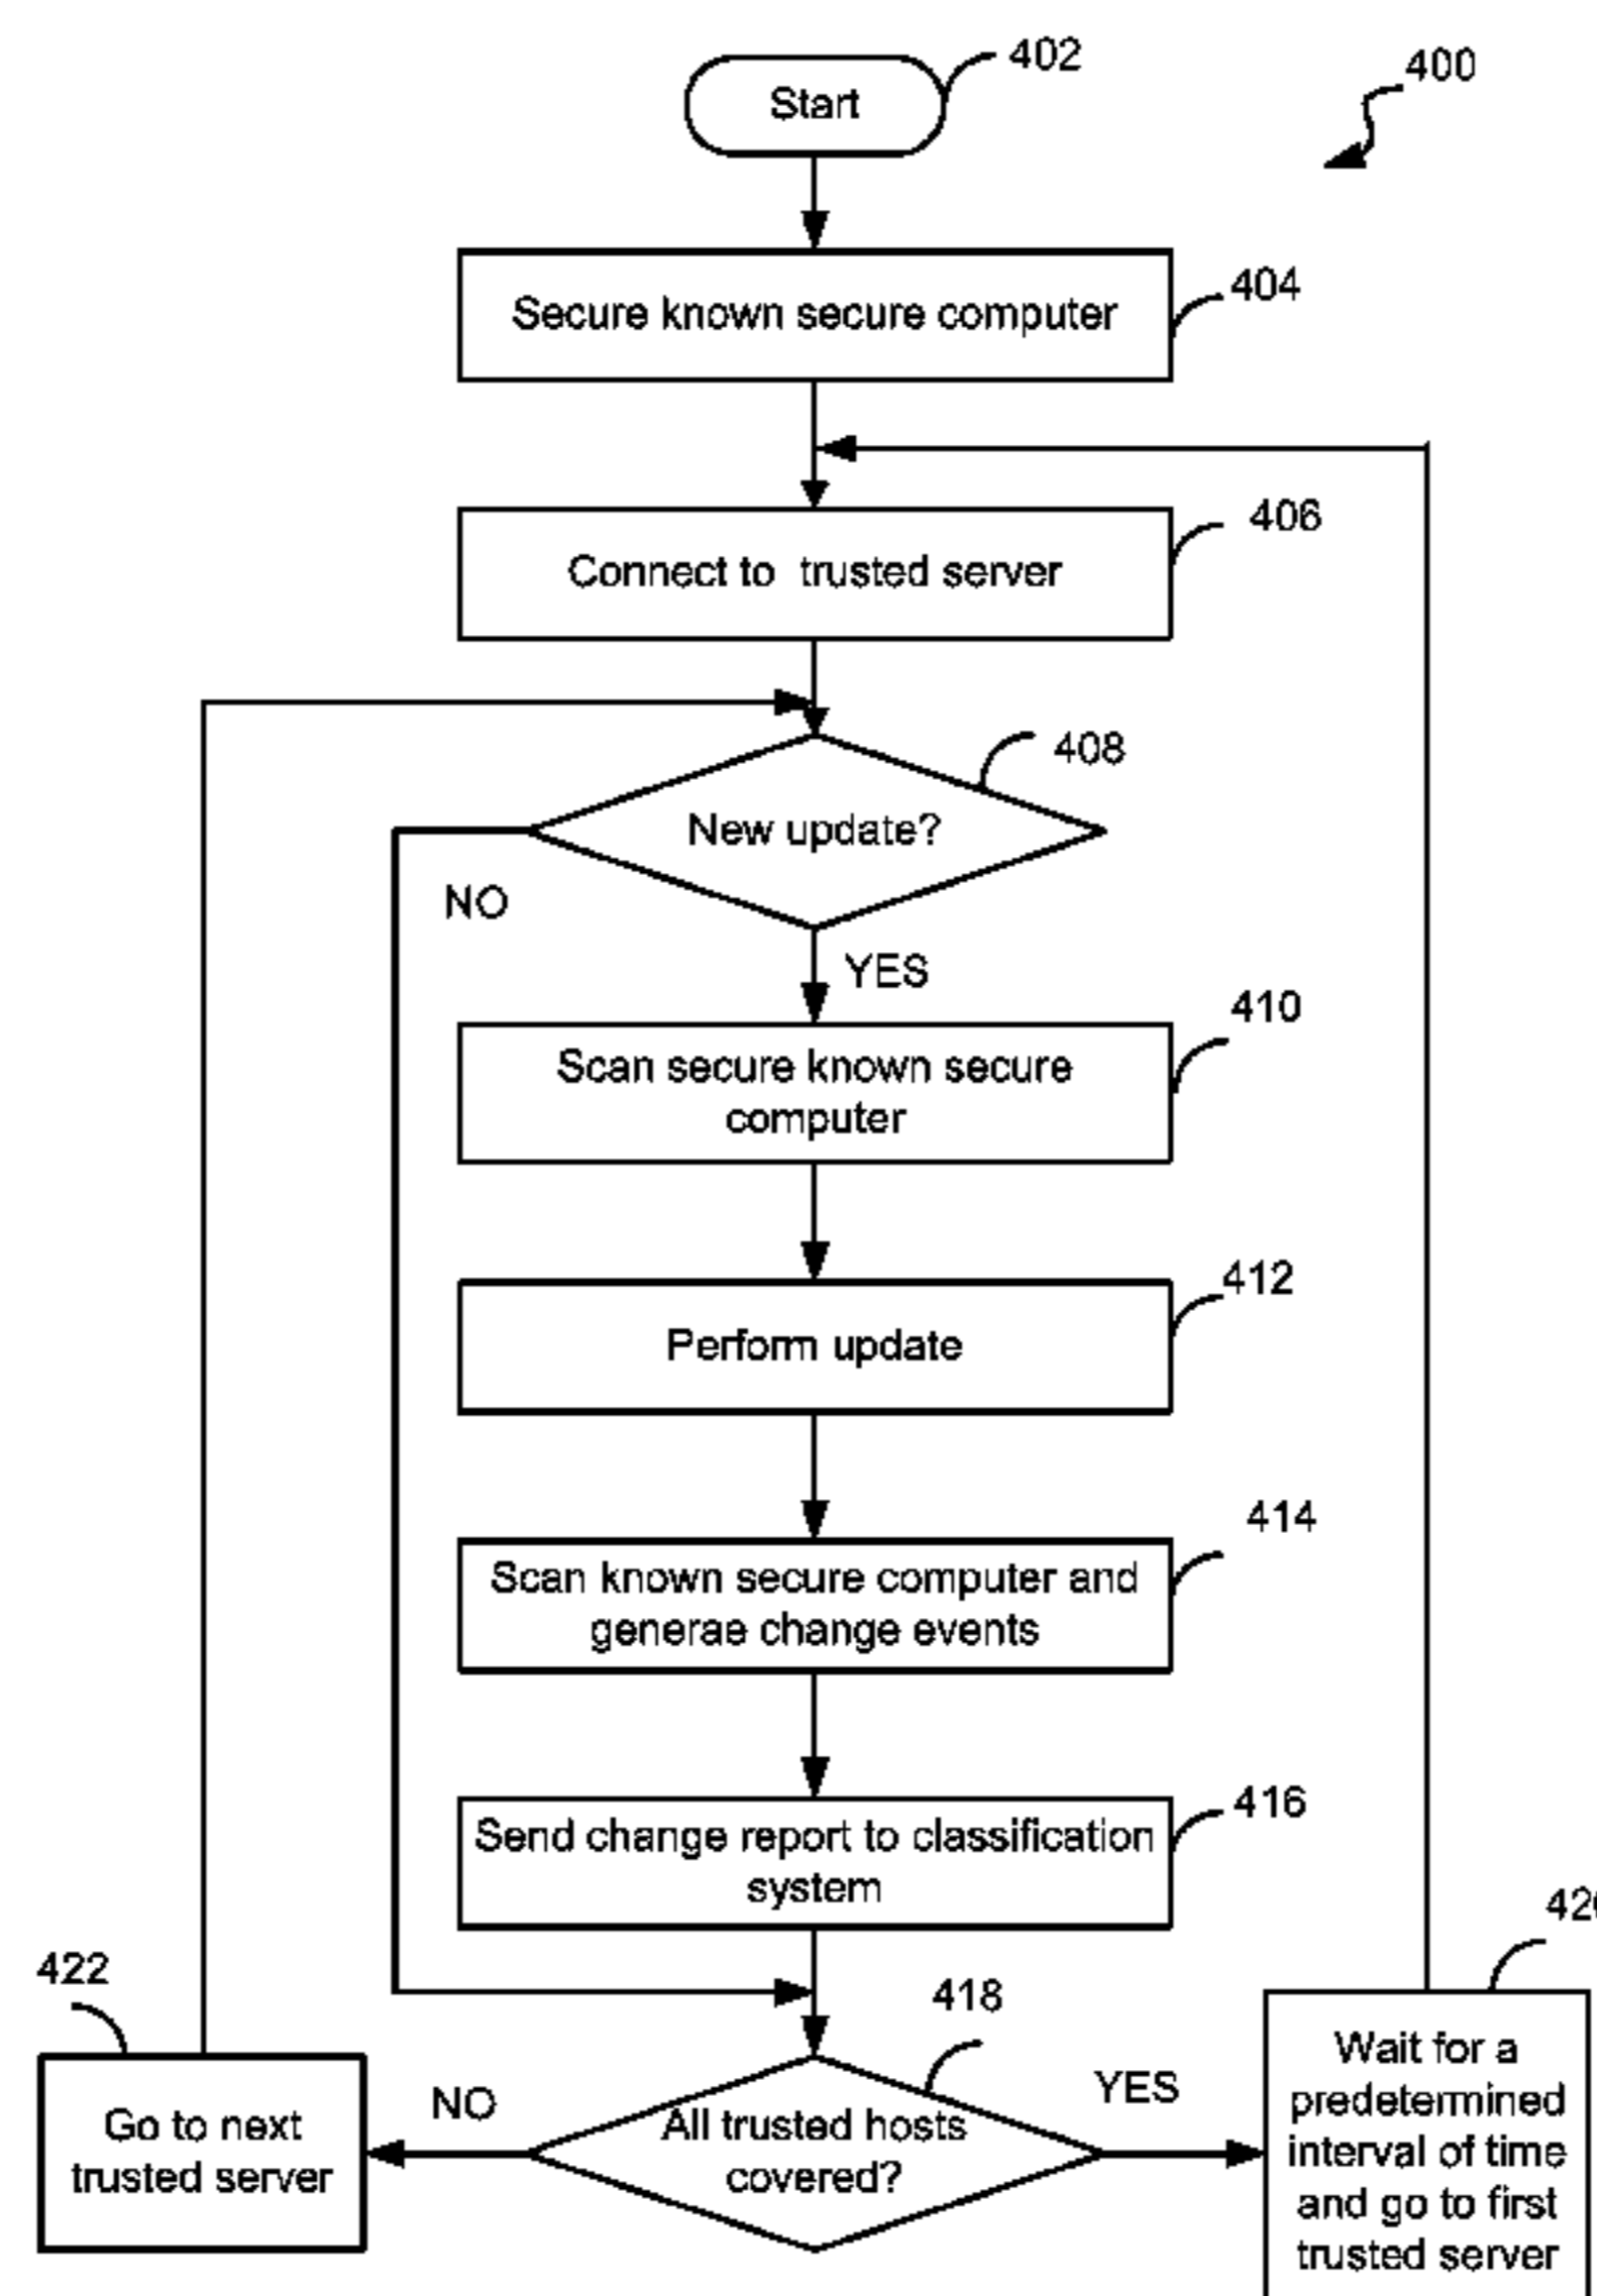 402
400
Start
404
Secure known secure computer
406
Connect to trusted server
408
New update?
NO
YES
410
Scan secure known secure
computer
412
Perform update
414
Scan known secure computer and
generae change events
416
Send change report to classification
system
422
418
Go to next
trusted server
NO
All trusted hosts
covered?
YES
Wait for a
predetermined
interval of time
and go to first
trusted server